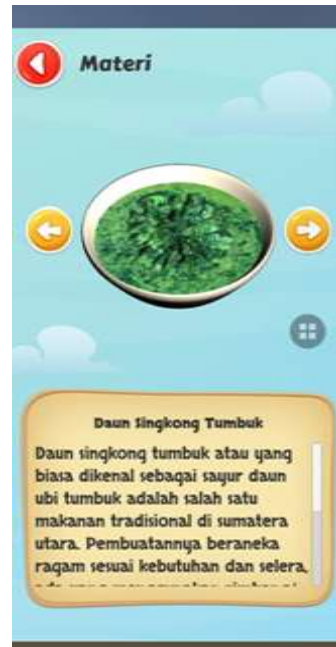 Materi
Daun Singkong Tumbuk
Daun singkong tumbuk atau yang
biasa dikenal sebagai sayur daun
ubi tumbuk adalah salah satu
makanan tradisional di sumatera
utara. Pembuatannya beraneka
ragam sesuai kebutuhan dan selera,